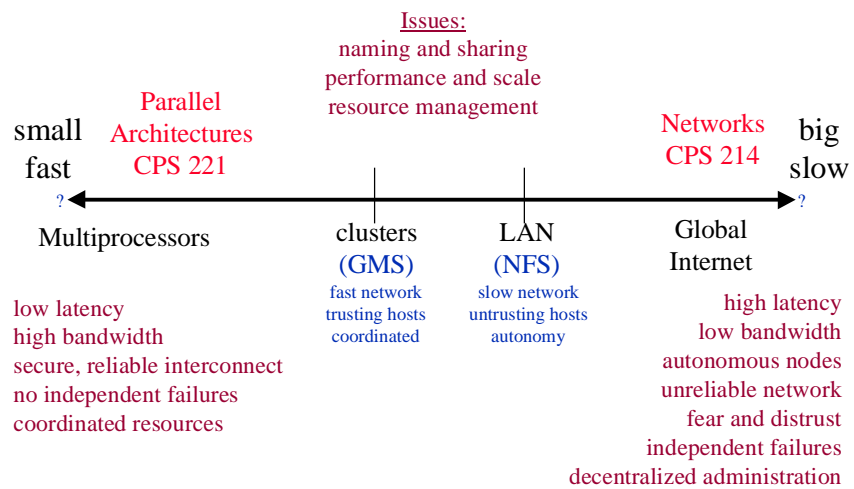 Issues:
naming and sharing
performance and scale
resource management
Parallel
Architectures
CPS 221
small
fast
Networks
CPS 214
big
slow
?
?
Multiprocessors
clusters
(GMS)
fast network
trusting hosts
coordinated
LAN
(NFS)
slow network
untrusting hosts
autonomy
Global
Internet
low latency
high bandwidth
secure, reliable interconnect
no independent failures
coordinated resources
high latency
low bandwidth
autonomous nodes
unreliable network
fear and distrust
independent failures
decentralized administration